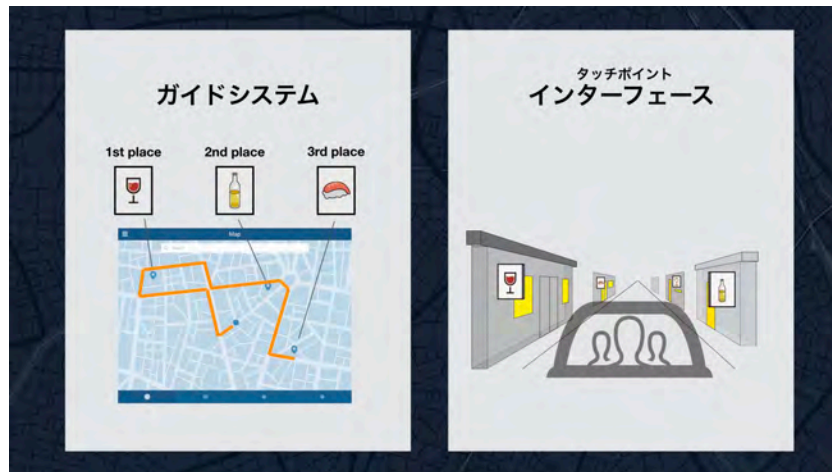 ガイドシステム
1st place
2nd place
3rd place
Map
タッチポイント
インターフェース